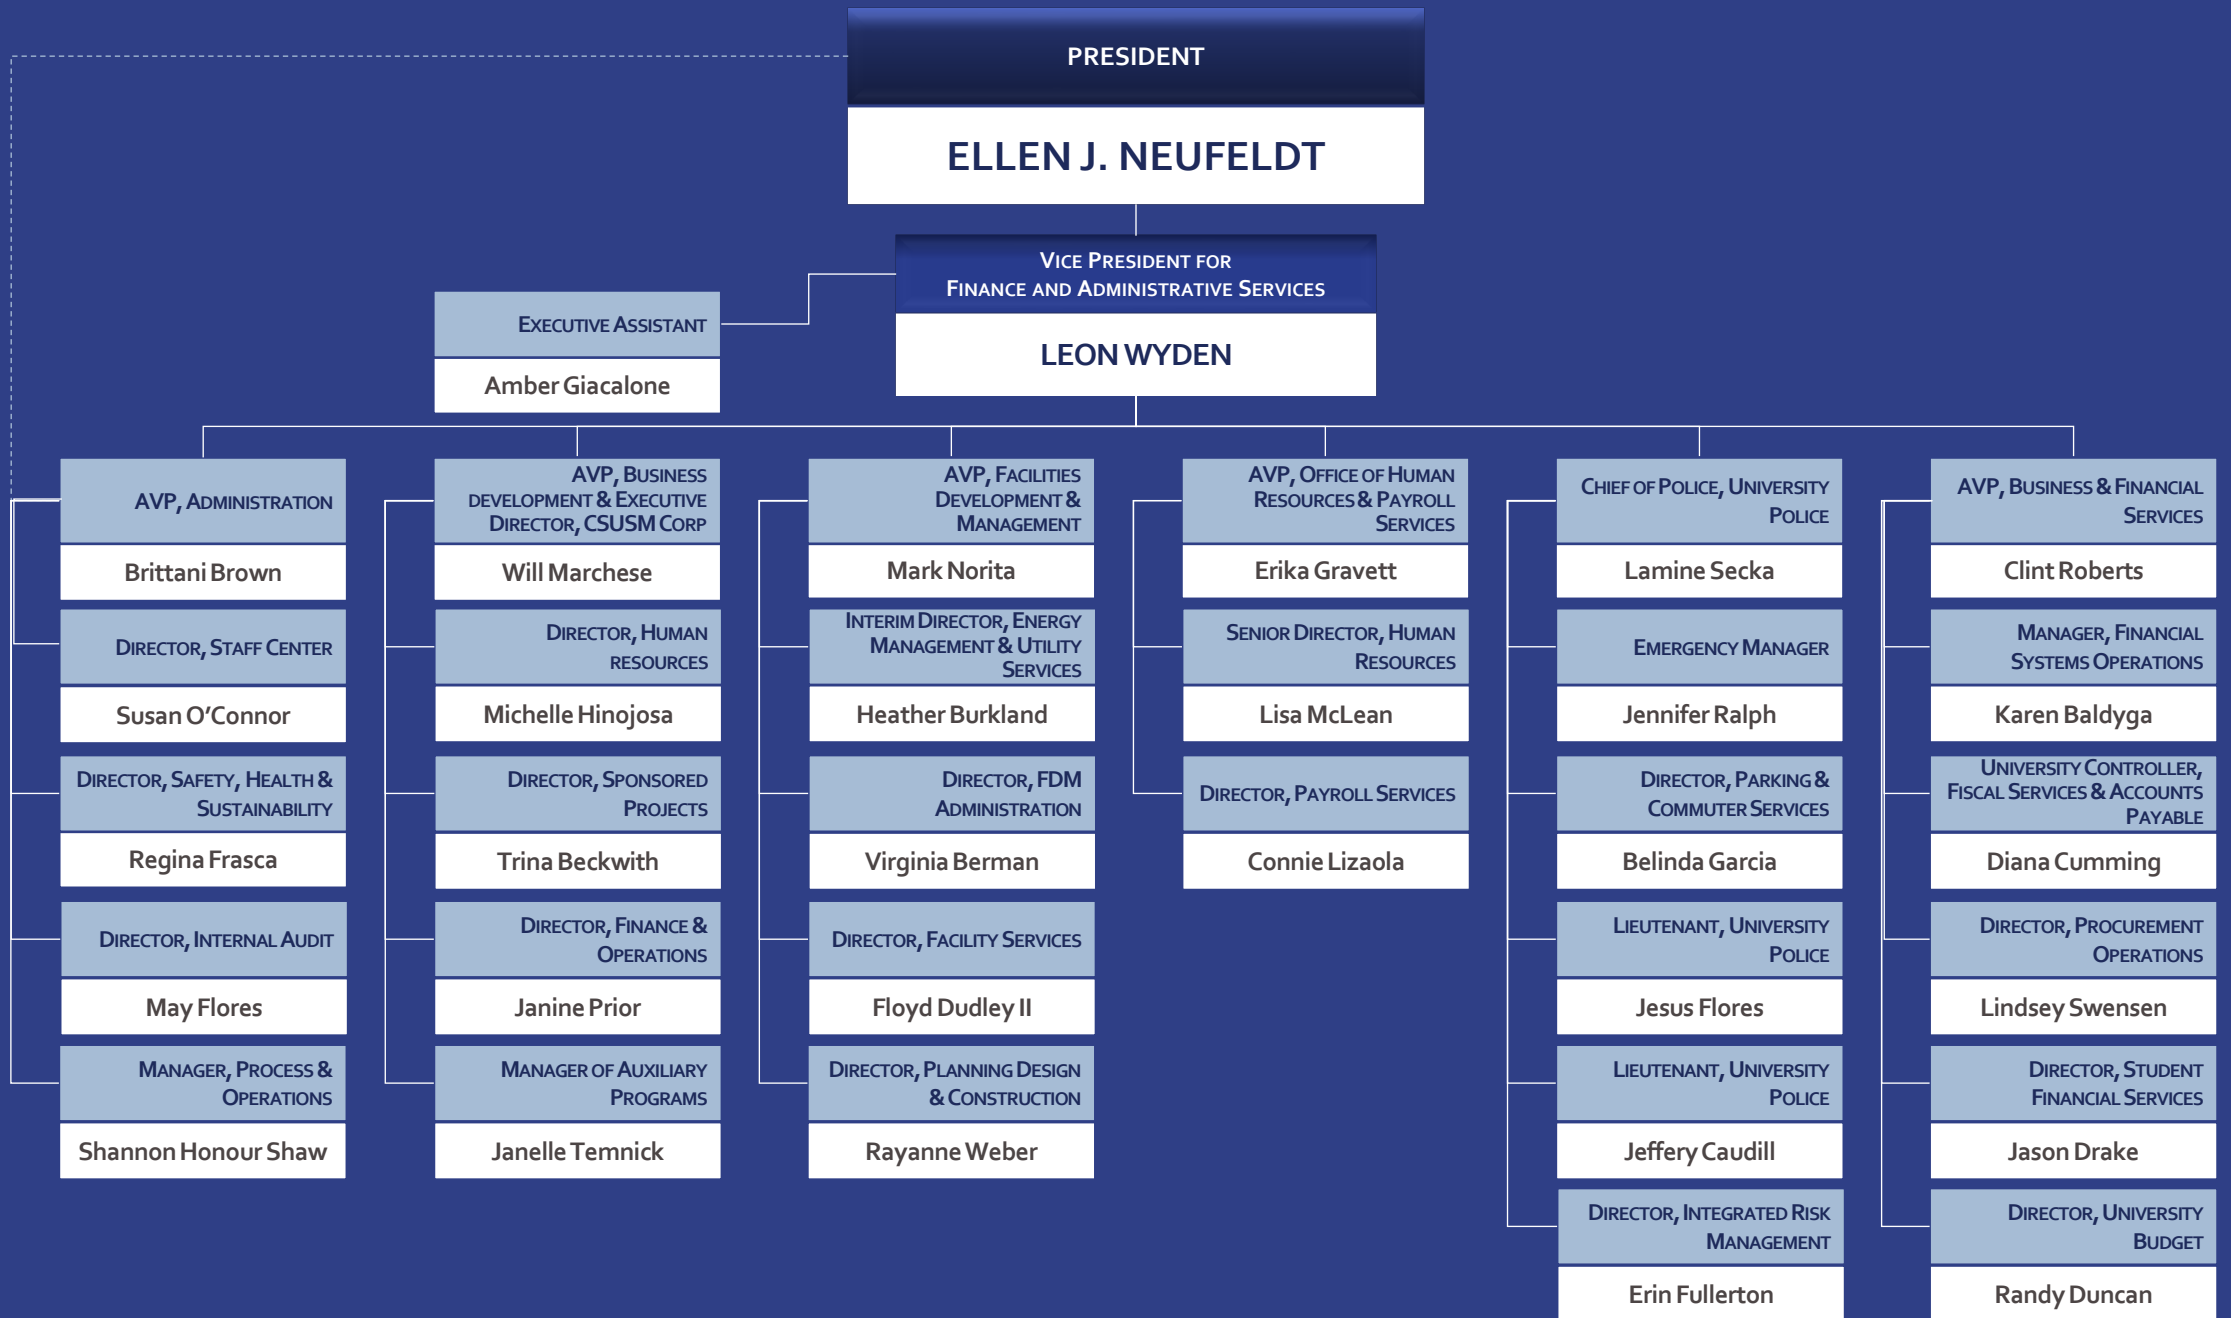 PRESIDENT
ELLEN J. NEUFELDT
VICE PRESIDENT FOR
FINANCE AND ADMINISTRATIVE SERVICES
LEON WYDEN
EXECUTIVE ASSISTANT
Amber Giacalone
AVP, ADMINISTRATION
Brittani Brown
DIRECTOR, STAFF CENTER
Susan O’Connor
DIRECTOR, SAFETY, HEALTH &
SUSTAINABILITY
Regina Frasca
DIRECTOR, INTERNAL AUDIT
May Flores
MANAGER, PROCESS &
OPERATIONS
Shannon Honour Shaw
AVP, BUSINESS
DEVELOPMENT & EXECUTIVE
DIRECTOR, CSUSM CORP
Will Marchese
DIRECTOR, HUMAN
RESOURCES
Michelle Hinojosa
DIRECTOR, SPONSORED
PROJECTS
Trina Beckwith
DIRECTOR, FINANCE &
OPERATIONS
Janine Prior
MANAGER OF AUXILIARY
PROGRAMS
Janelle Temnick
AVP, FACILITIES
DEVELOPMENT &
MANAGEMENT
Mark Norita
INTERIM DIRECTOR, ENERGY
MANAGEMENT & UTILITY
SERVICES
Heather Burkland
DIRECTOR, FDM
ADMINISTRATION
Virginia Berman
DIRECTOR, FACILITY SERVICES
Floyd Dudley II
DIRECTOR, PLANNING DESIGN
& CONSTRUCTION
Rayanne Weber
AVP, OFFICE OF HUMAN
RESOURCES & PAYROLL
SERVICES
Erika Gravett
SENIOR DIRECTOR, HUMAN
RESOURCES
Lisa McLean
DIRECTOR, PAYROLL SERVICES
Connie Lizaola
CHIEF OF POLICE, UNIVERSITY
POLICE
Lamine Secka
EMERGENCY MANAGER
Jennifer Ralph
DIRECTOR, PARKING &
COMMUTER SERVICES
Belinda Garcia
LIEUTENANT, UNIVERSITY
POLICE
Jesus Flores
LIEUTENANT, UNIVERSITY
POLICE
Jeffery Caudill
DIRECTOR, INTEGRATED RISK
MANAGEMENT
Erin Fullerton
AVP, BUSINESS & FINANCIAL
SERVICES
Clint Roberts
MANAGER, FINANCIAL
SYSTEMS OPERATIONS
Karen Baldyga
UNIVERSITY CONTROLLER,
FISCAL SERVICES & ACCOUNTS
PAYABLE
Diana Cumming
DIRECTOR, PROCUREMENT
OPERATIONS
Lindsey Swensen
DIRECTOR, STUDENT
FINANCIAL SERVICES
Jason Drake
DIRECTOR, UNIVERSITY
BUDGET
Randy Duncan